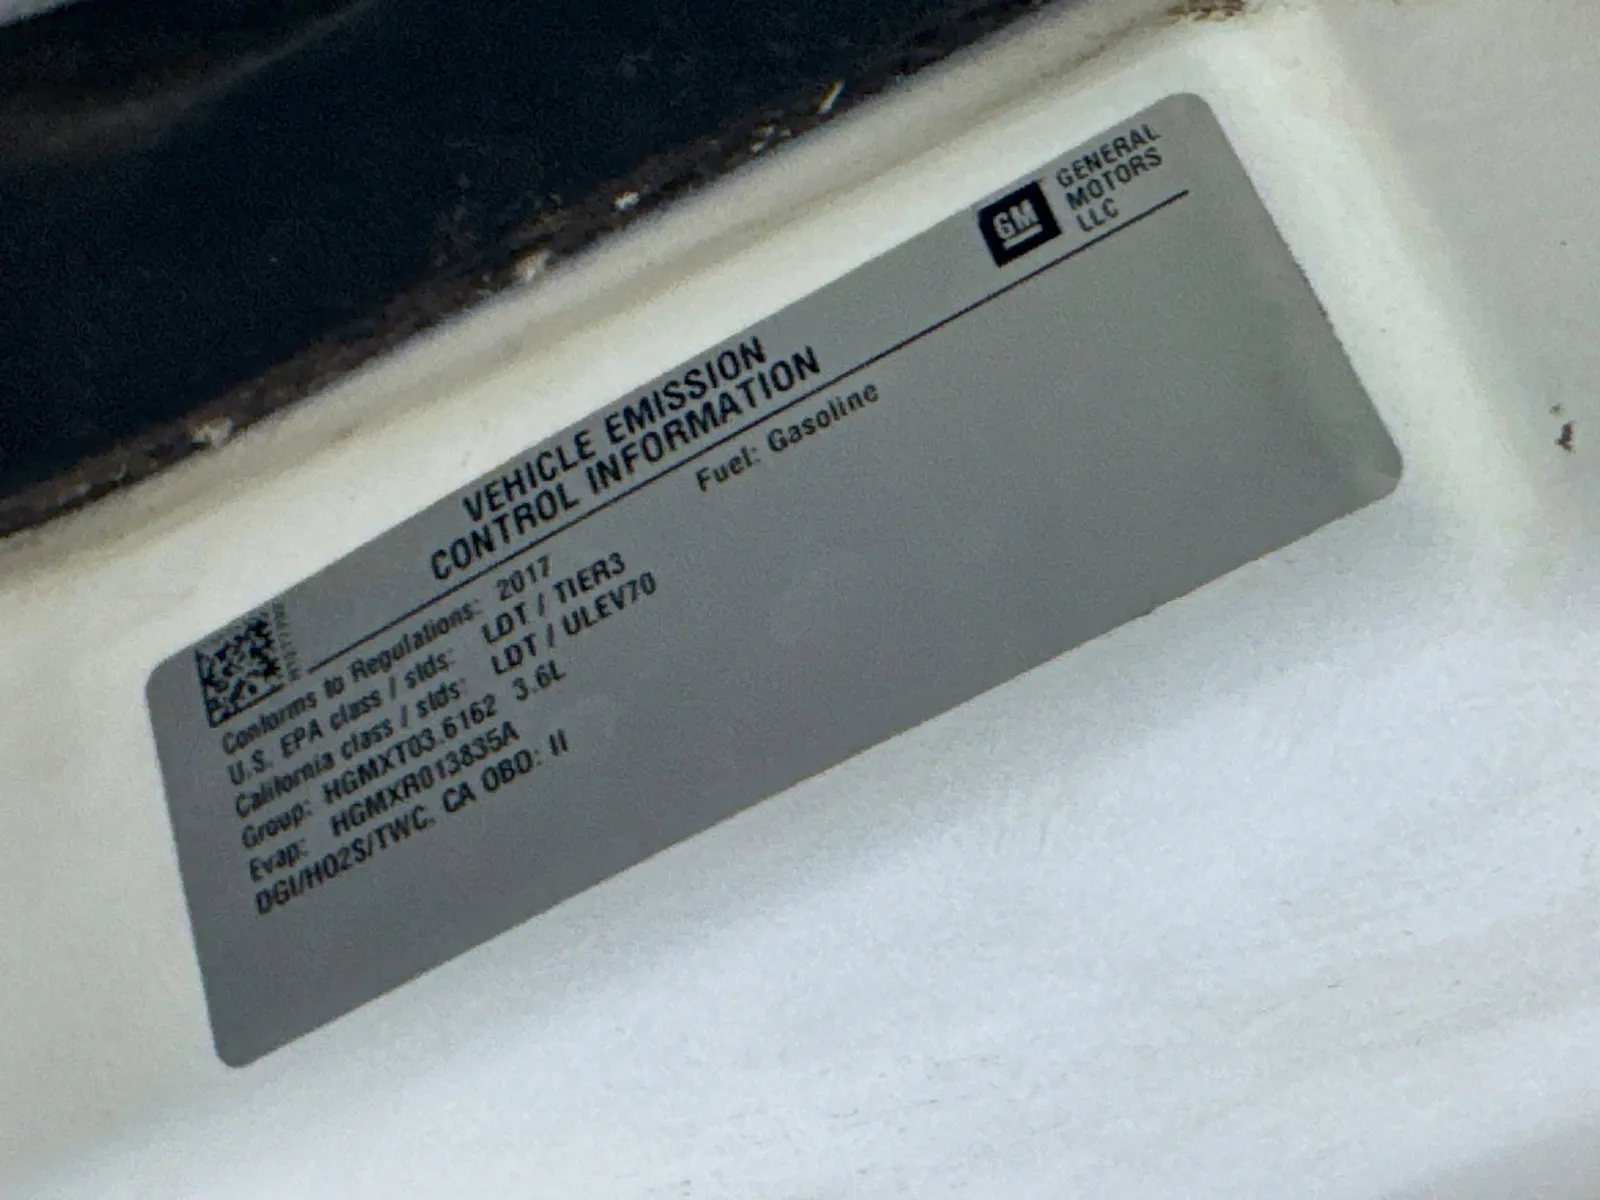 GM GENERAL
MOTORS
LLC
VEHICLE EMISSION
CONTROL INFORMATION
Fuel: Gasoline
Conforms to Regulations: 2017
U.S. EPA class / stds: LDT / TIER3
California class / stds: LDT / ULEV70
Group: HGMXT03.6162 3.6L
Evap: HGMXR013835A
DGI/HO2S/TWC. CA OBD: II